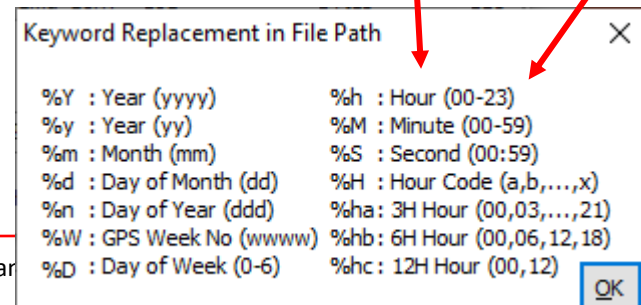 Keyword Replacement in File Path
%Y : Year (yyyy) %h : Hour (00-23)
%y : Year (yy) %M : Minute (00-59)
%m : Month (mm) %S : Second (00:59)
%d : Day of Month (dd) %H : Hour Code (a,b,...,x)
%n : Day of Year (ddd) %ha: 3H Hour (00,03,...,21)
%W : GPS Week No (wwww) %hb: 6H Hour (00,06,12,18)
%D : Day of Week (0-6) %hc: 12H Hour (00,12)
OK